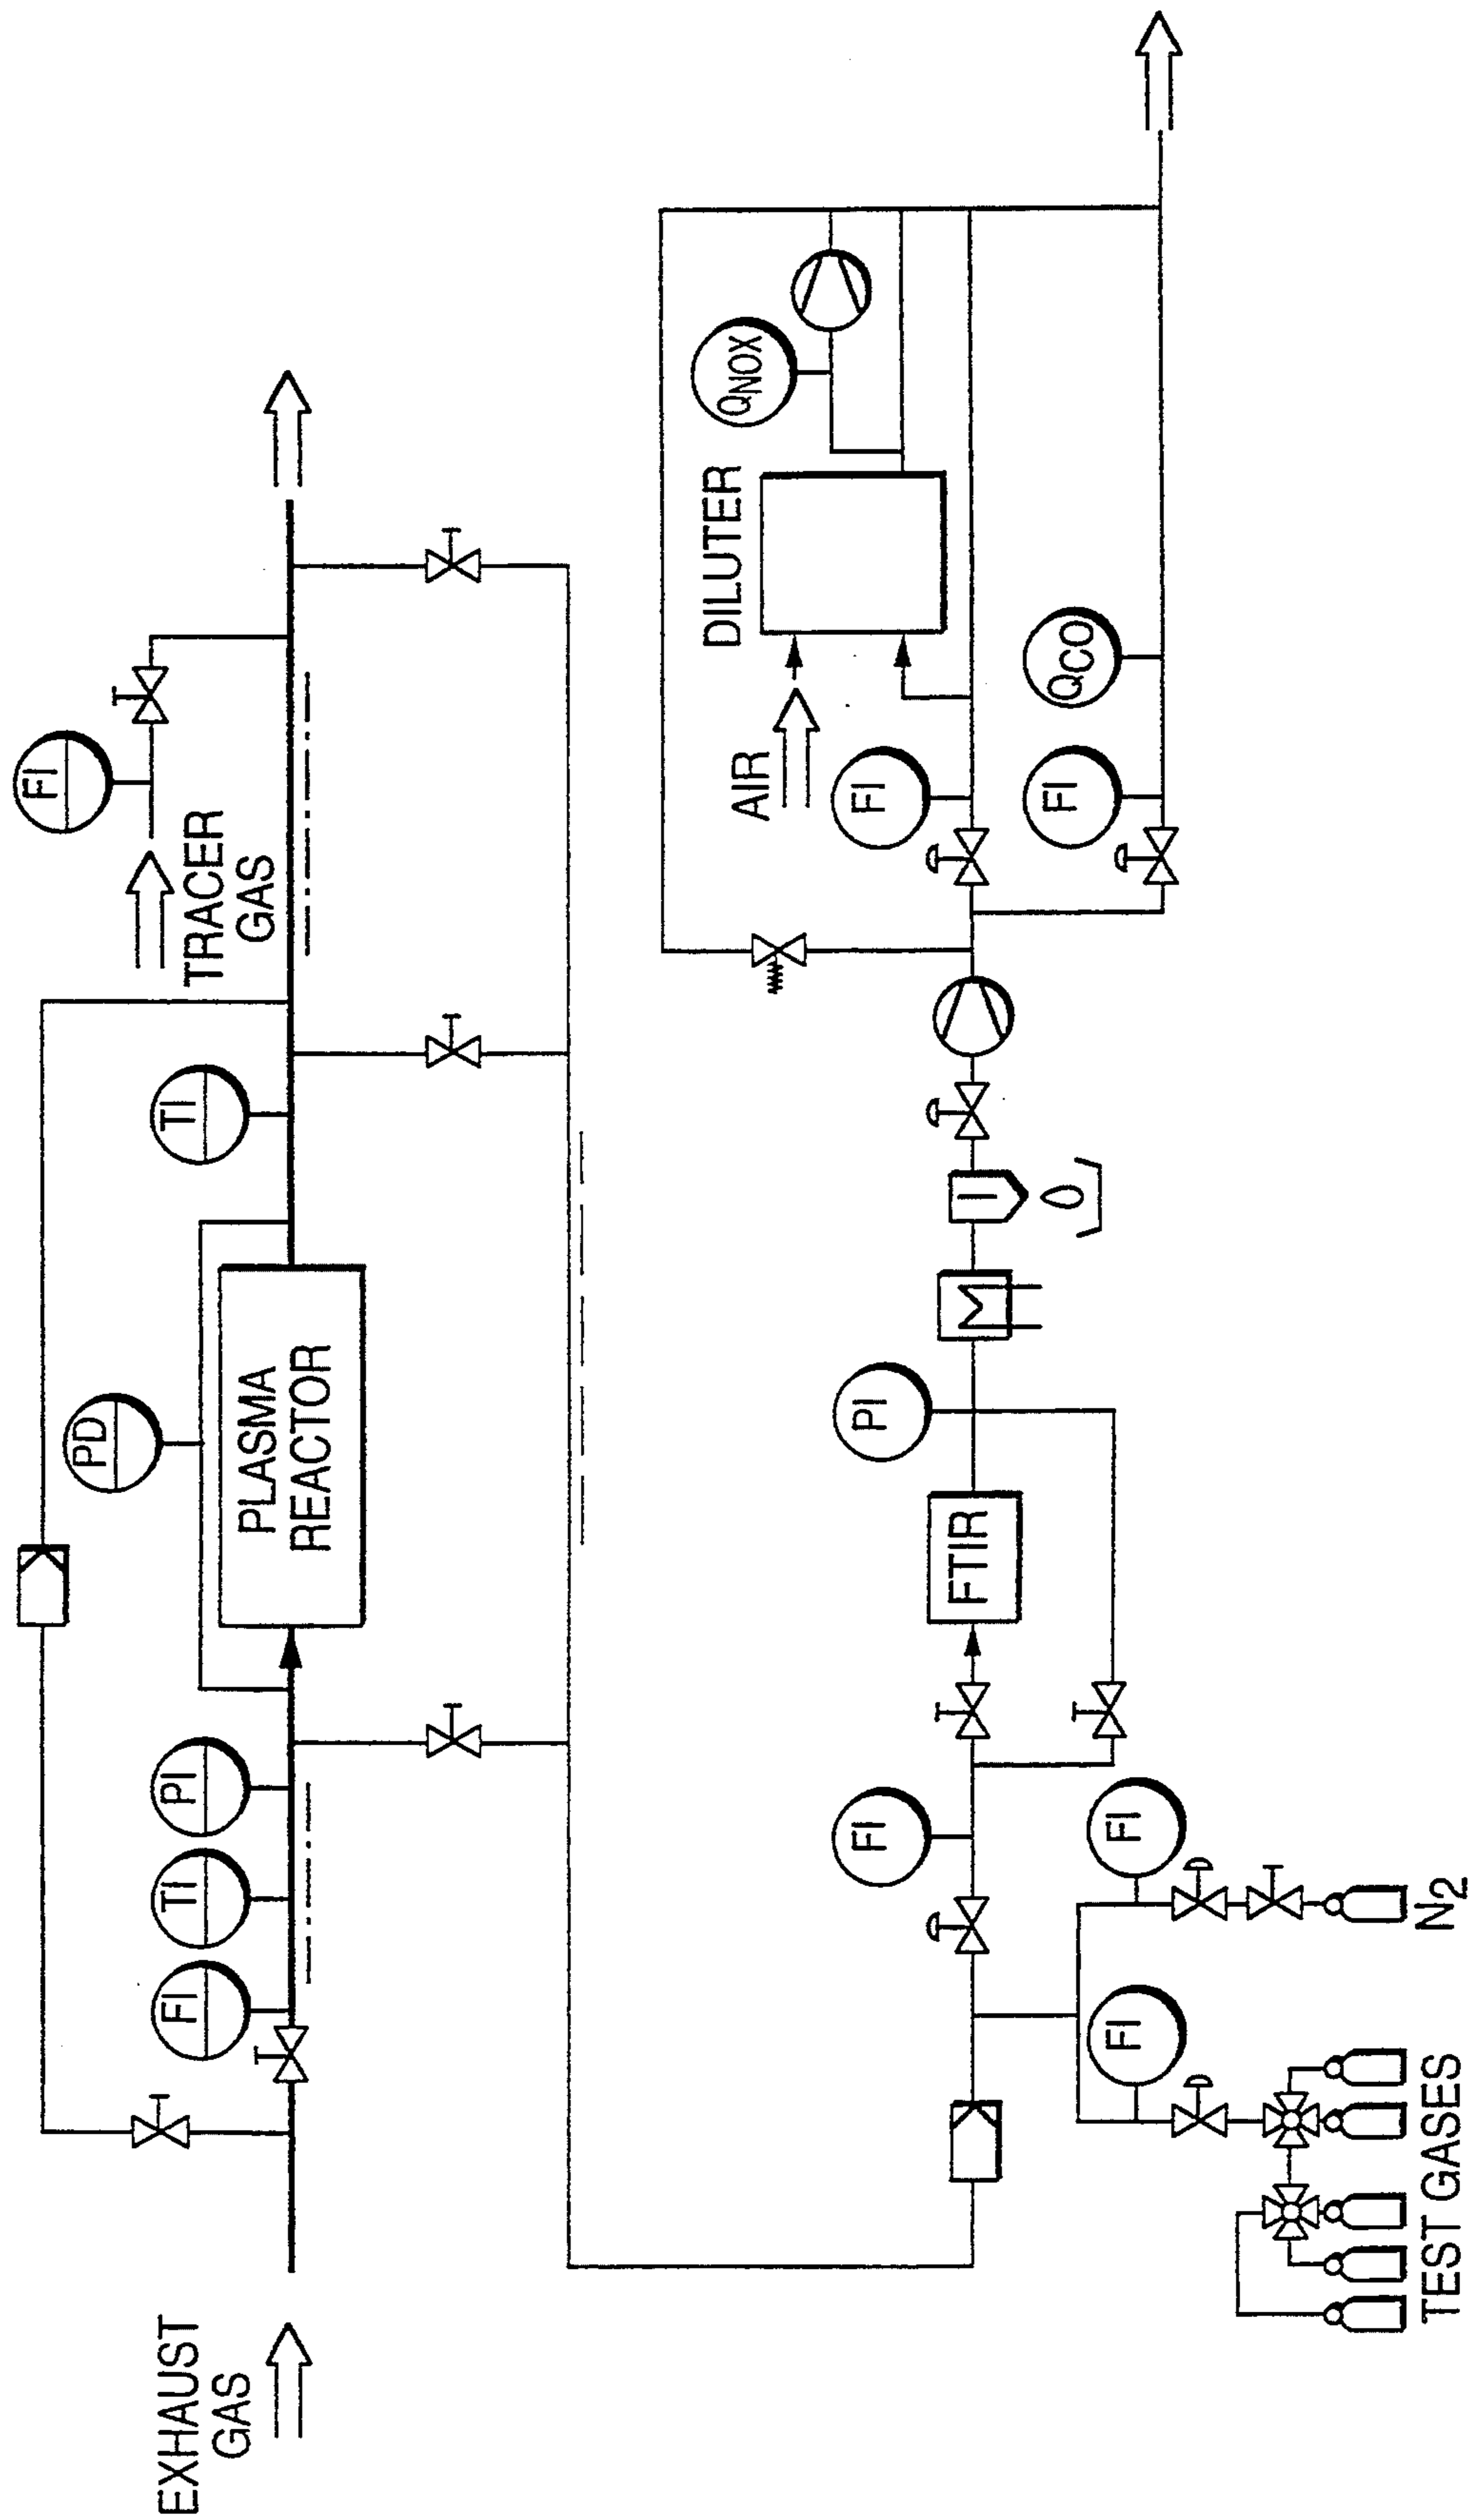 FI
TRACER
GAS
TI
PD
PLASMA
REACTOR
PI
TI
FI
EXHAUST
GAS
QNOX
DILUTER
AIR
FI
QCO
FI
PI
FTIR
FI
FI
FI
N2
TEST GASES